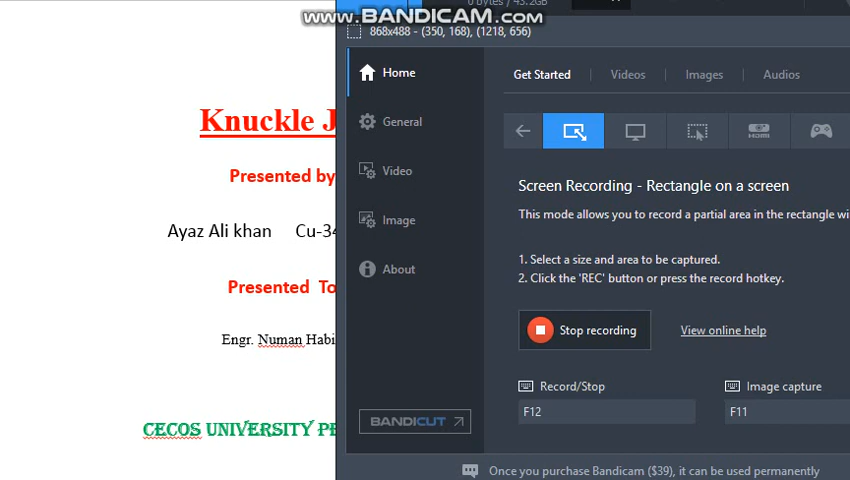 www.BANDICAM.com
0 bytes / 43.2GB
868x488 - (350, 168), (1218, 656)
Home
General
Video
Image
About
BANDICUT
Get Started
Videos
Images
Audios
Screen Recording - Rectangle on a screen
This mode allows you to record a partial area in the rectangle wi
1. Select a size and area to be captured.
2. Click the 'REC' button or press the record hotkey.
Stop recording
View online help
Record/Stop
Image capture
F12
F11
Once you purchase Bandicam ($39), it can be used permanently
Knuckle J
Presented by
Ayaz Ali khan Cu-34
Presented To
Engr. Numan Habi
CECOS UNIVERSITY PE